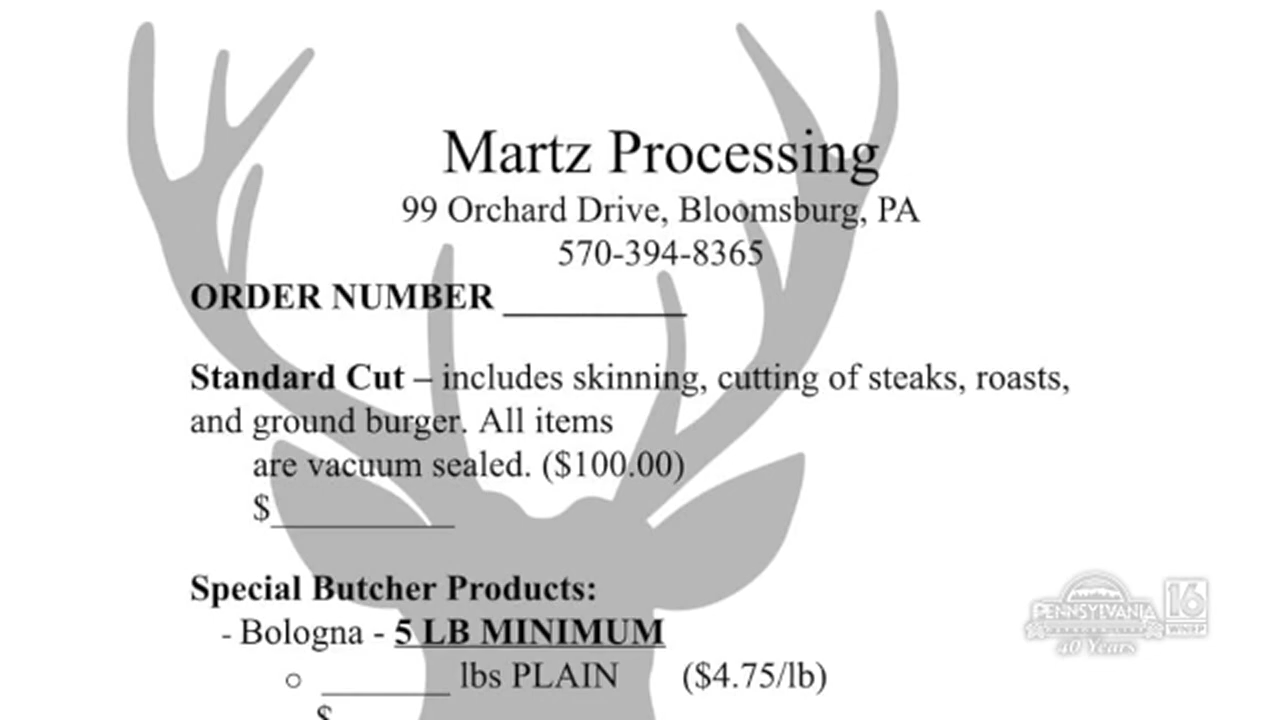 Martz Processing
99 Orchard Drive, Bloomsburg, PA
570-394-8365
ORDER NUMBER __________
Standard Cut – includes skinning, cutting of steaks, roasts,
and ground burger. All items
are vacuum sealed. ($100.00)
$__________
Special Butcher Products:
- Bologna - 5 LB MINIMUM
○ _______ lbs PLAIN ($4.75/lb)
$
PENNSYLVANIA
40 Years
16
WNEP